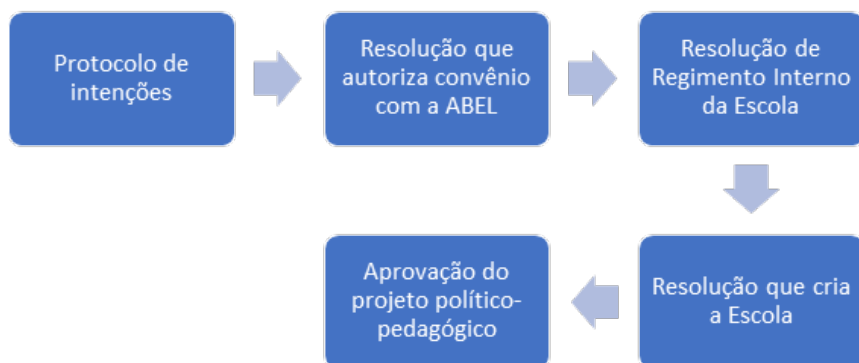 Protocolo de
intenções
Resolução que
autoriza convênio
com a ABEL
Resolução de
Regimento Interno
da Escola
Resolução que cria
a Escola
Aprovação do
projeto político-
pedagógico